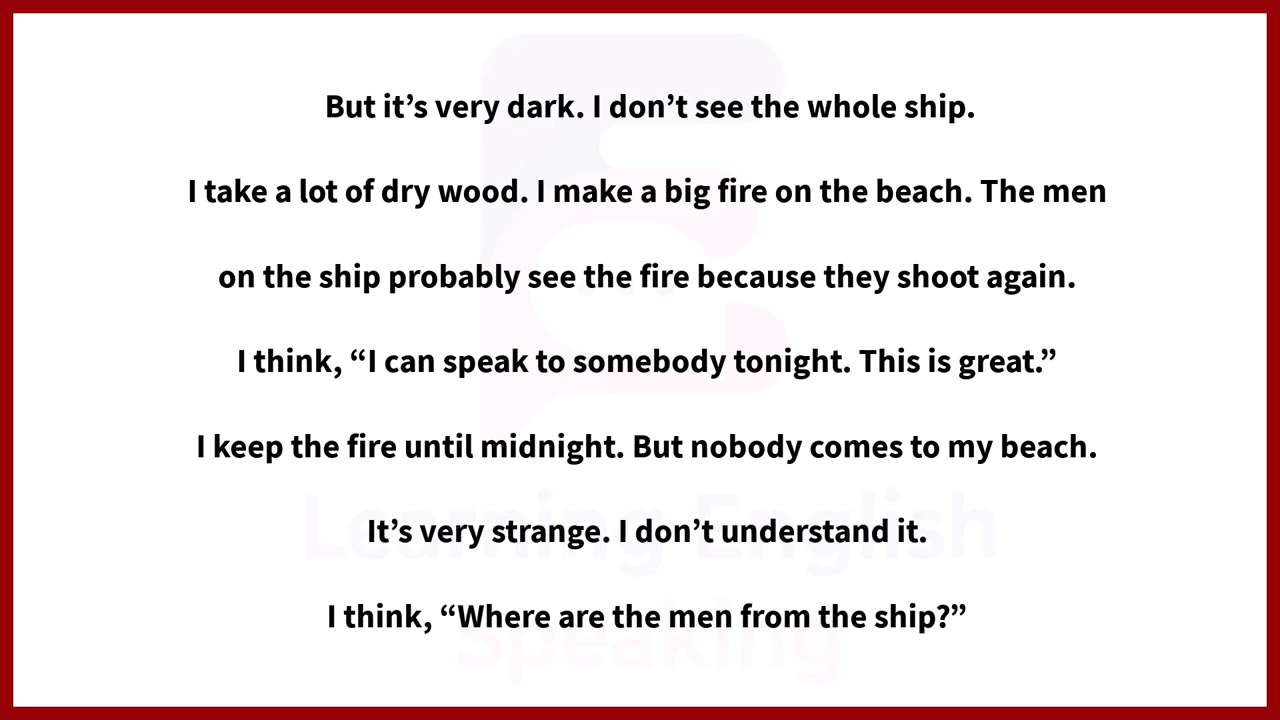 But it’s very dark. I don’t see the whole ship.
I take a lot of dry wood. I make a big fire on the beach. The men
on the ship probably see the fire because they shoot again.
I think, “I can speak to somebody tonight. This is great.”
I keep the fire until midnight. But nobody comes to my beach.
Learning English
It’s very strange. I don’t understand it.
I think, “Where are the men from the ship?”
Speaking